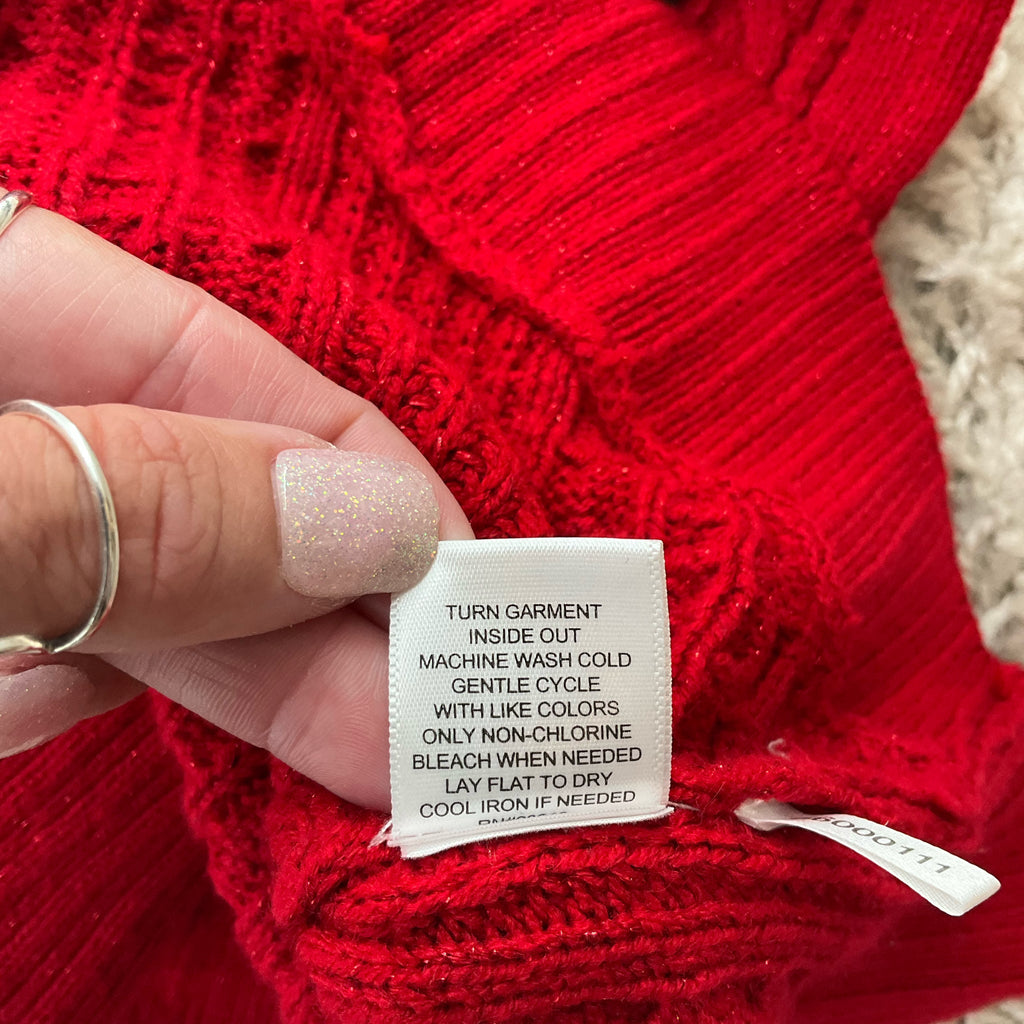 TURN GARMENT
INSIDE OUT
MACHINE WASH COLD
GENTLE CYCLE
WITH LIKE COLORS
ONLY NON-CHLORINE
BLEACH WHEN NEEDED
LAY FLAT TO DRY
COOL IRON IF NEEDED